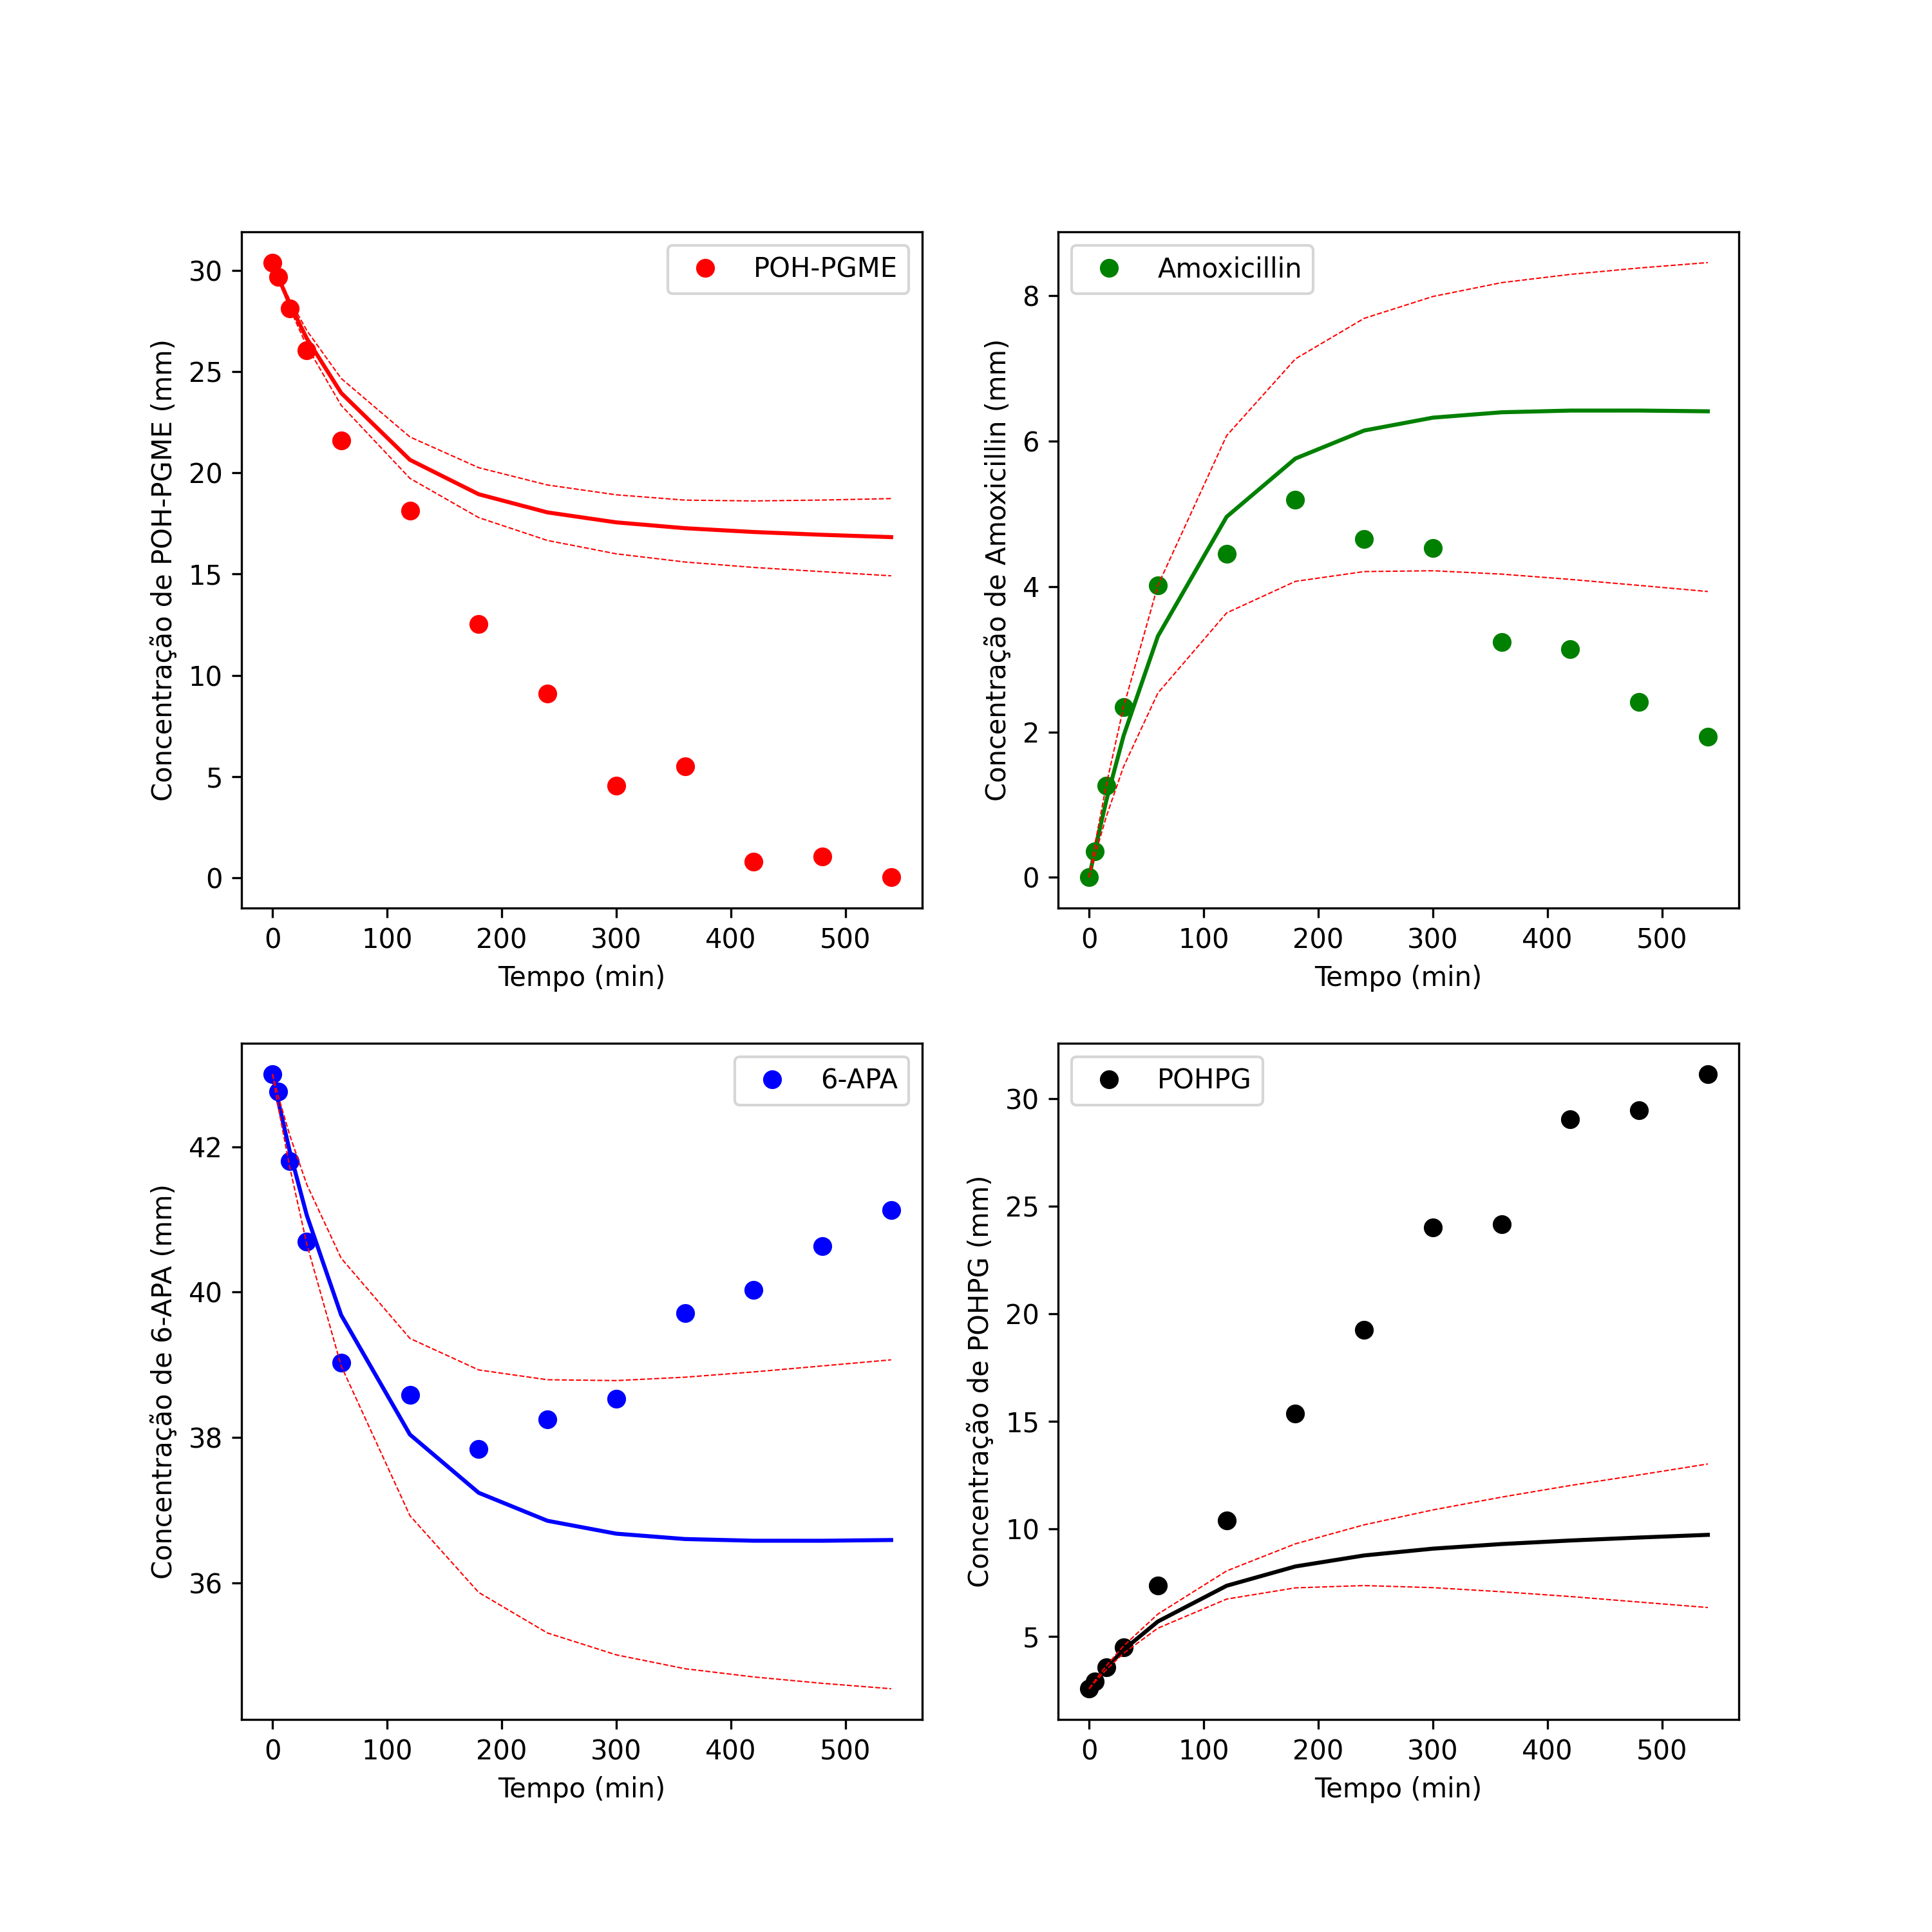 POH-PGME
Concentração de POH-PGME (mm)
30
25
20
15
10
5
0
0 100 200 300 400 500
Tempo (min)
Amoxicillin
Concentração de Amoxicillin (mm)
8
6
4
2
0
0 100 200 300 400 500
Tempo (min)
6-APA
Concentração de 6-APA (mm)
42
40
38
36
0 100 200 300 400 500
Tempo (min)
POHPG
Concentração de POHPG (mm)
30
25
20
15
10
5
0 100 200 300 400 500
Tempo (min)